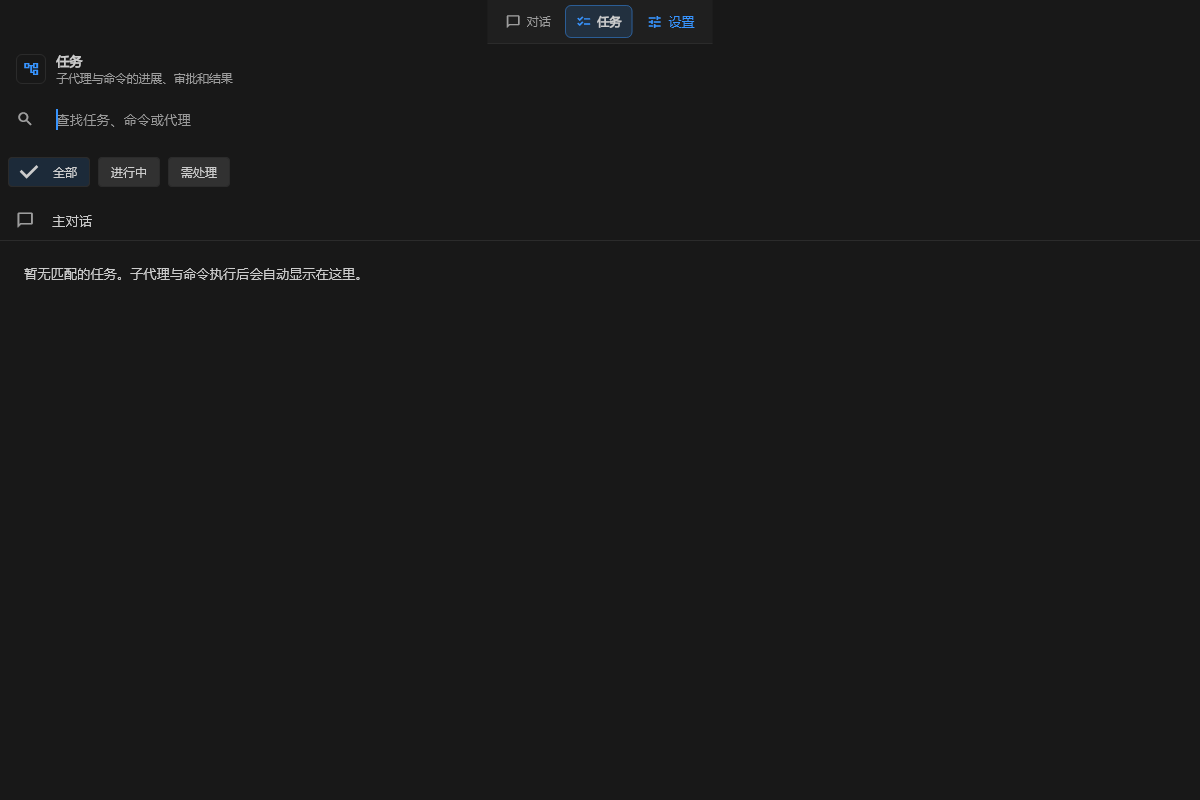 对话 任务 设置
任务
子代理与命令的进展、审批和结果
查找任务、命令或代理
全部 进行中 需处理
主对话
暂无匹配的任务。子代理与命令执行后会自动显示在这里。